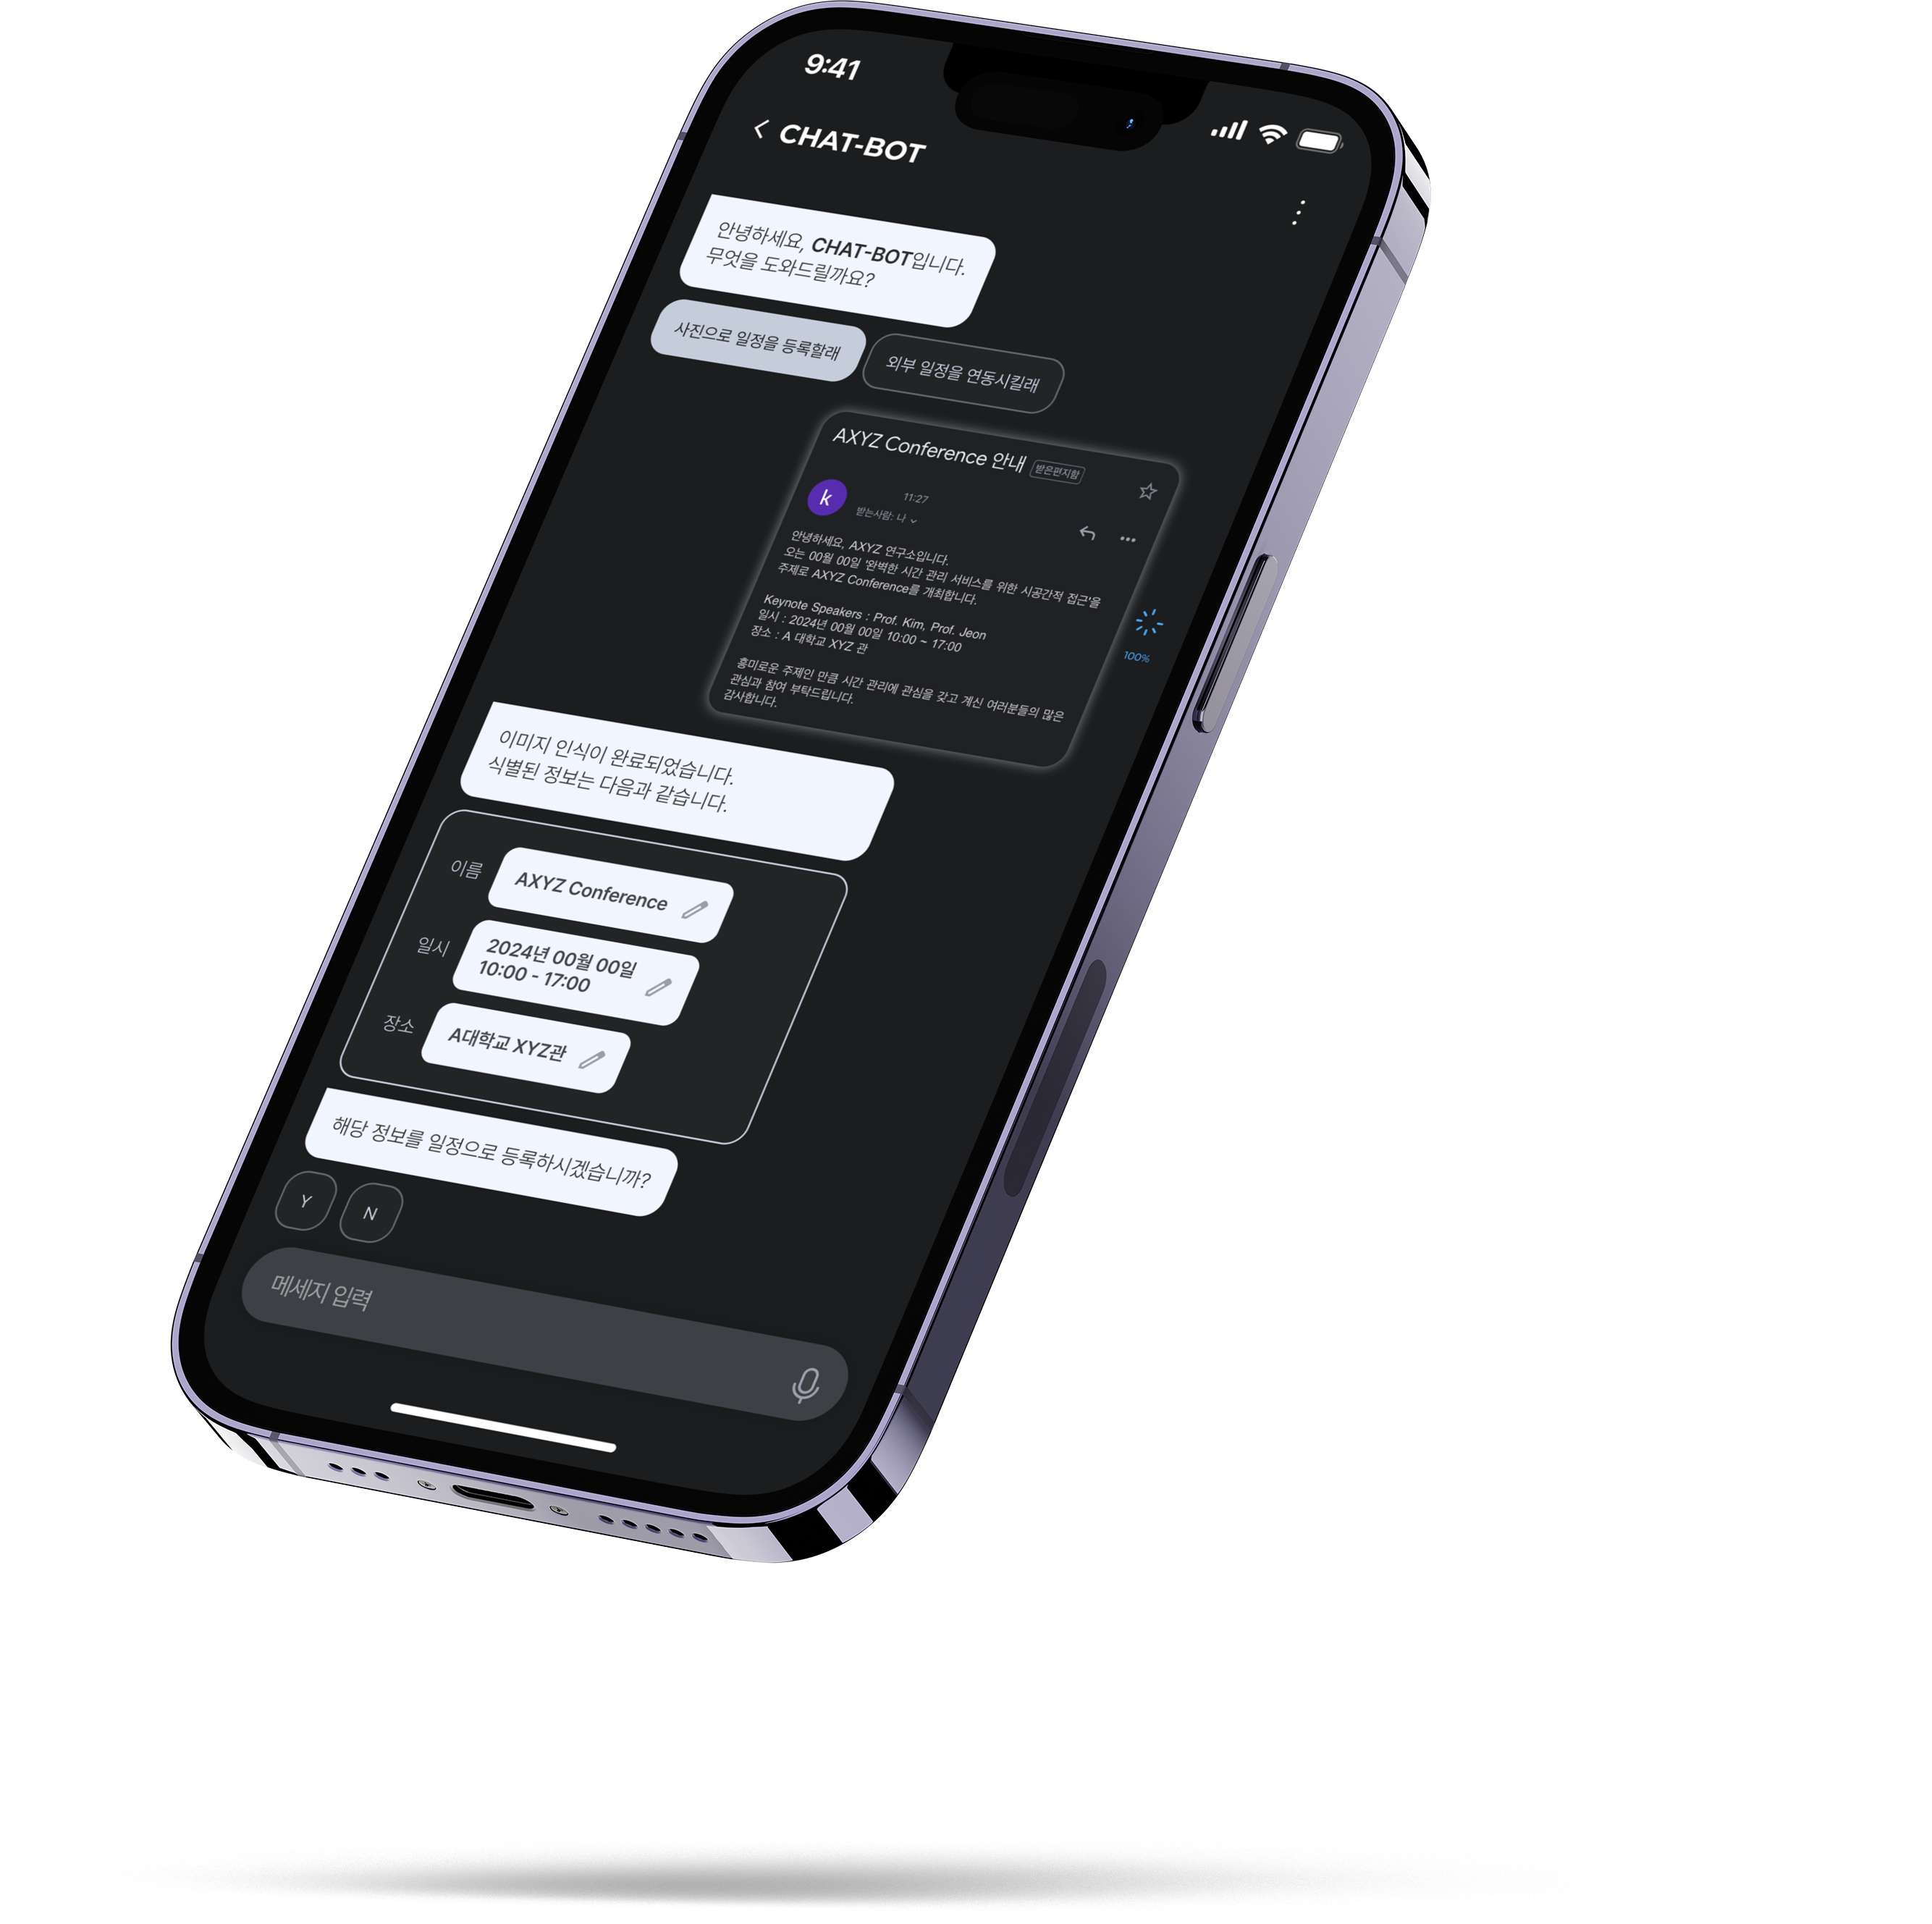 9:41
CHAT-BOT
안녕하세요, CHAT-BOT입니다.
무엇을 도와드릴까요?
사진으로 일정을 등록할래
외부 일정을 연동시킬래
AXYZ Conference 안내 받은편지함
k
11:27
받는사람: 나
안녕하세요, AXYZ 연구소입니다.
오는 00월 00일 '완벽한 시간 관리 서비스를 위한 시공간적 접근'을
주제로 AXYZ Conference를 개최합니다.
Keynote Speakers : Prof. Kim, Prof. Jeon
일시 : 2024년 00월 00일 10:00 ~ 17:00
장소 : A 대학교 XYZ 관
흥미로운 주제인 만큼 시간 관리에 관심을 갖고 계신 여러분들의 많은
관심과 참여 부탁드립니다.
감사합니다.
100%
이미지 인식이 완료되었습니다.
식별된 정보는 다음과 같습니다.
이름
AXYZ Conference
일시
2024년 00월 00일
10:00 - 17:00
장소
A대학교 XYZ관
해당 정보를 일정으로 등록하시겠습니까?
Y
N
메세지 입력